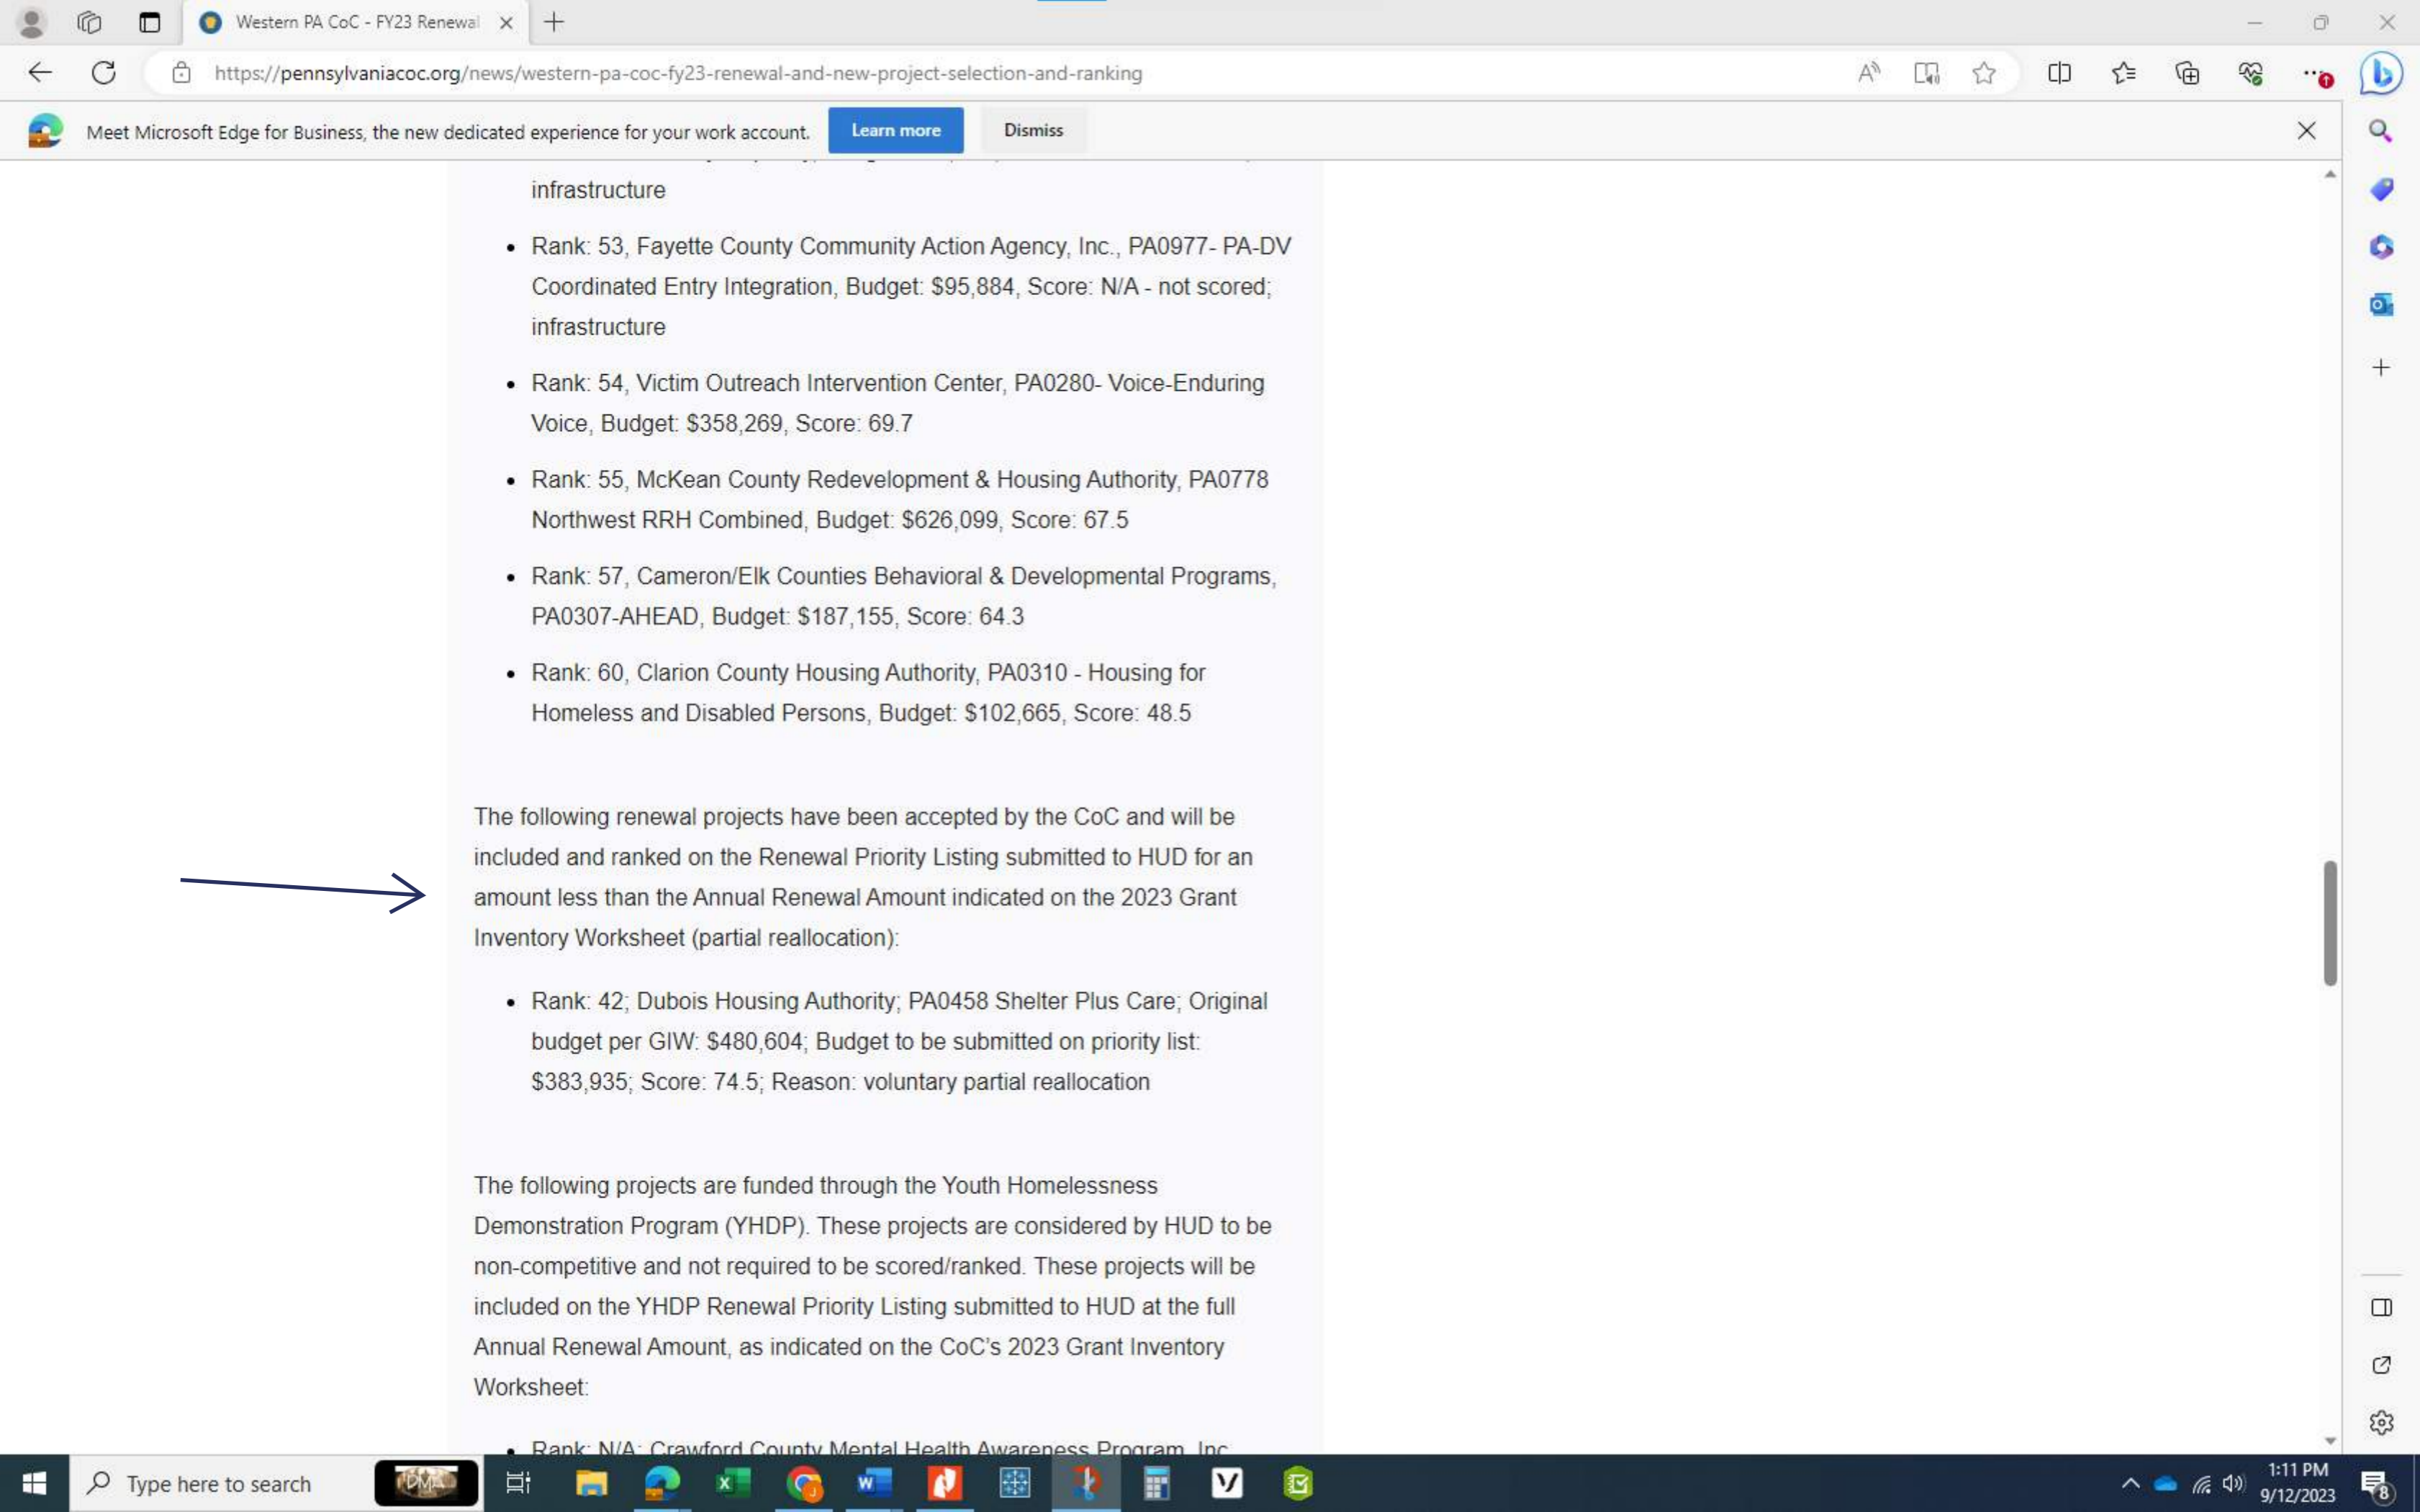 Western PA CoC - FY23 Renewal
https://pennsylvaniacoc.org/news/western-pa-coc-fy23-renewal-and-new-project-selection-and-ranking
Meet Microsoft Edge for Business, the new dedicated experience for your work account. Learn more Dismiss
infrastructure
• Rank: 53, Fayette County Community Action Agency, Inc., PA0977- PA-DV
Coordinated Entry Integration, Budget: $95,884, Score: N/A - not scored;
infrastructure
• Rank: 54, Victim Outreach Intervention Center, PA0280- Voice-Enduring
Voice, Budget: $358,269, Score: 69.7
• Rank: 55, McKean County Redevelopment & Housing Authority, PA0778
Northwest RRH Combined, Budget: $626,099, Score: 67.5
• Rank: 57, Cameron/Elk Counties Behavioral & Developmental Programs,
PA0307-AHEAD, Budget: $187,155, Score: 64.3
• Rank: 60, Clarion County Housing Authority, PA0310 - Housing for
Homeless and Disabled Persons, Budget: $102,665, Score: 48.5
The following renewal projects have been accepted by the CoC and will be
included and ranked on the Renewal Priority Listing submitted to HUD for an
amount less than the Annual Renewal Amount indicated on the 2023 Grant
Inventory Worksheet (partial reallocation):
• Rank: 42; Dubois Housing Authority; PA0458 Shelter Plus Care; Original
budget per GIW: $480,604; Budget to be submitted on priority list:
$383,935; Score: 74.5; Reason: voluntary partial reallocation
The following projects are funded through the Youth Homelessness
Demonstration Program (YHDP). These projects are considered by HUD to be
non-competitive and not required to be scored/ranked. These projects will be
included on the YHDP Renewal Priority Listing submitted to HUD at the full
Annual Renewal Amount, as indicated on the CoC's 2023 Grant Inventory
Worksheet:
• Rank: N/A; Crawford County Mental Health Awareness Program, Inc
Type here to search
DMA
1:11 PM
9/12/2023
8